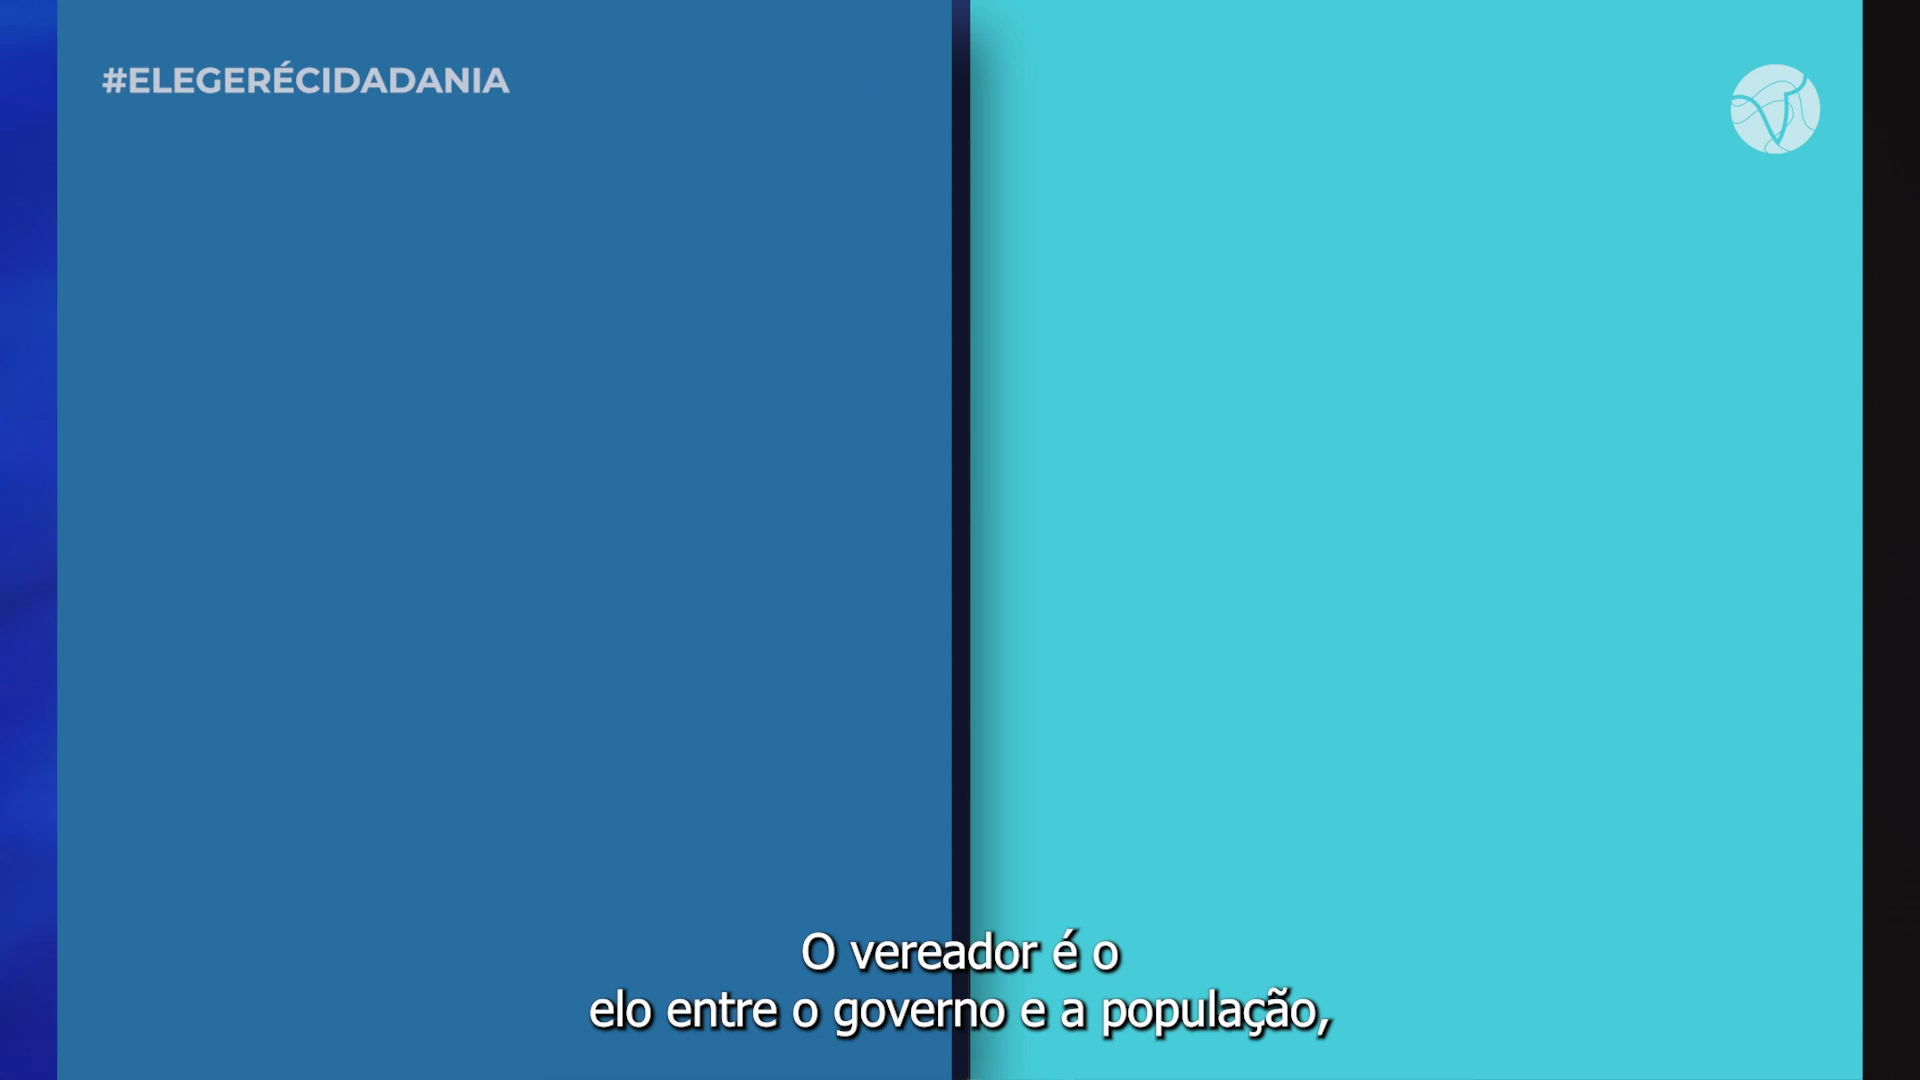 #ELEGERÉCIDADANIA
O vereador é o
elo entre o governo e a população,